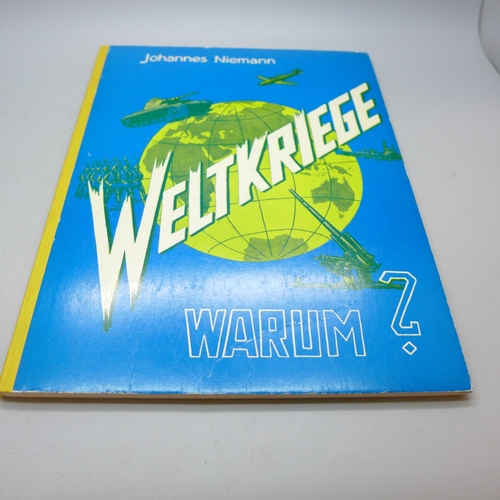 Johannes Niemann
WELTKRIEGE
WARUM ?